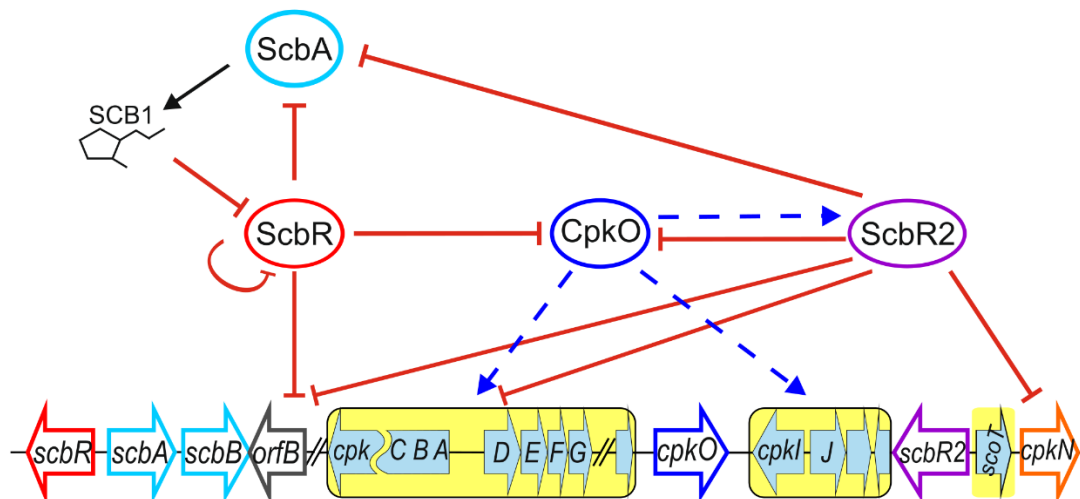 ScbA
SCB1
ScbR
CpkO
ScbR2
scbR scbA scbB orfB // cpk C B A D E F G // cpkO cpkI J scbR2 scoT cpkN